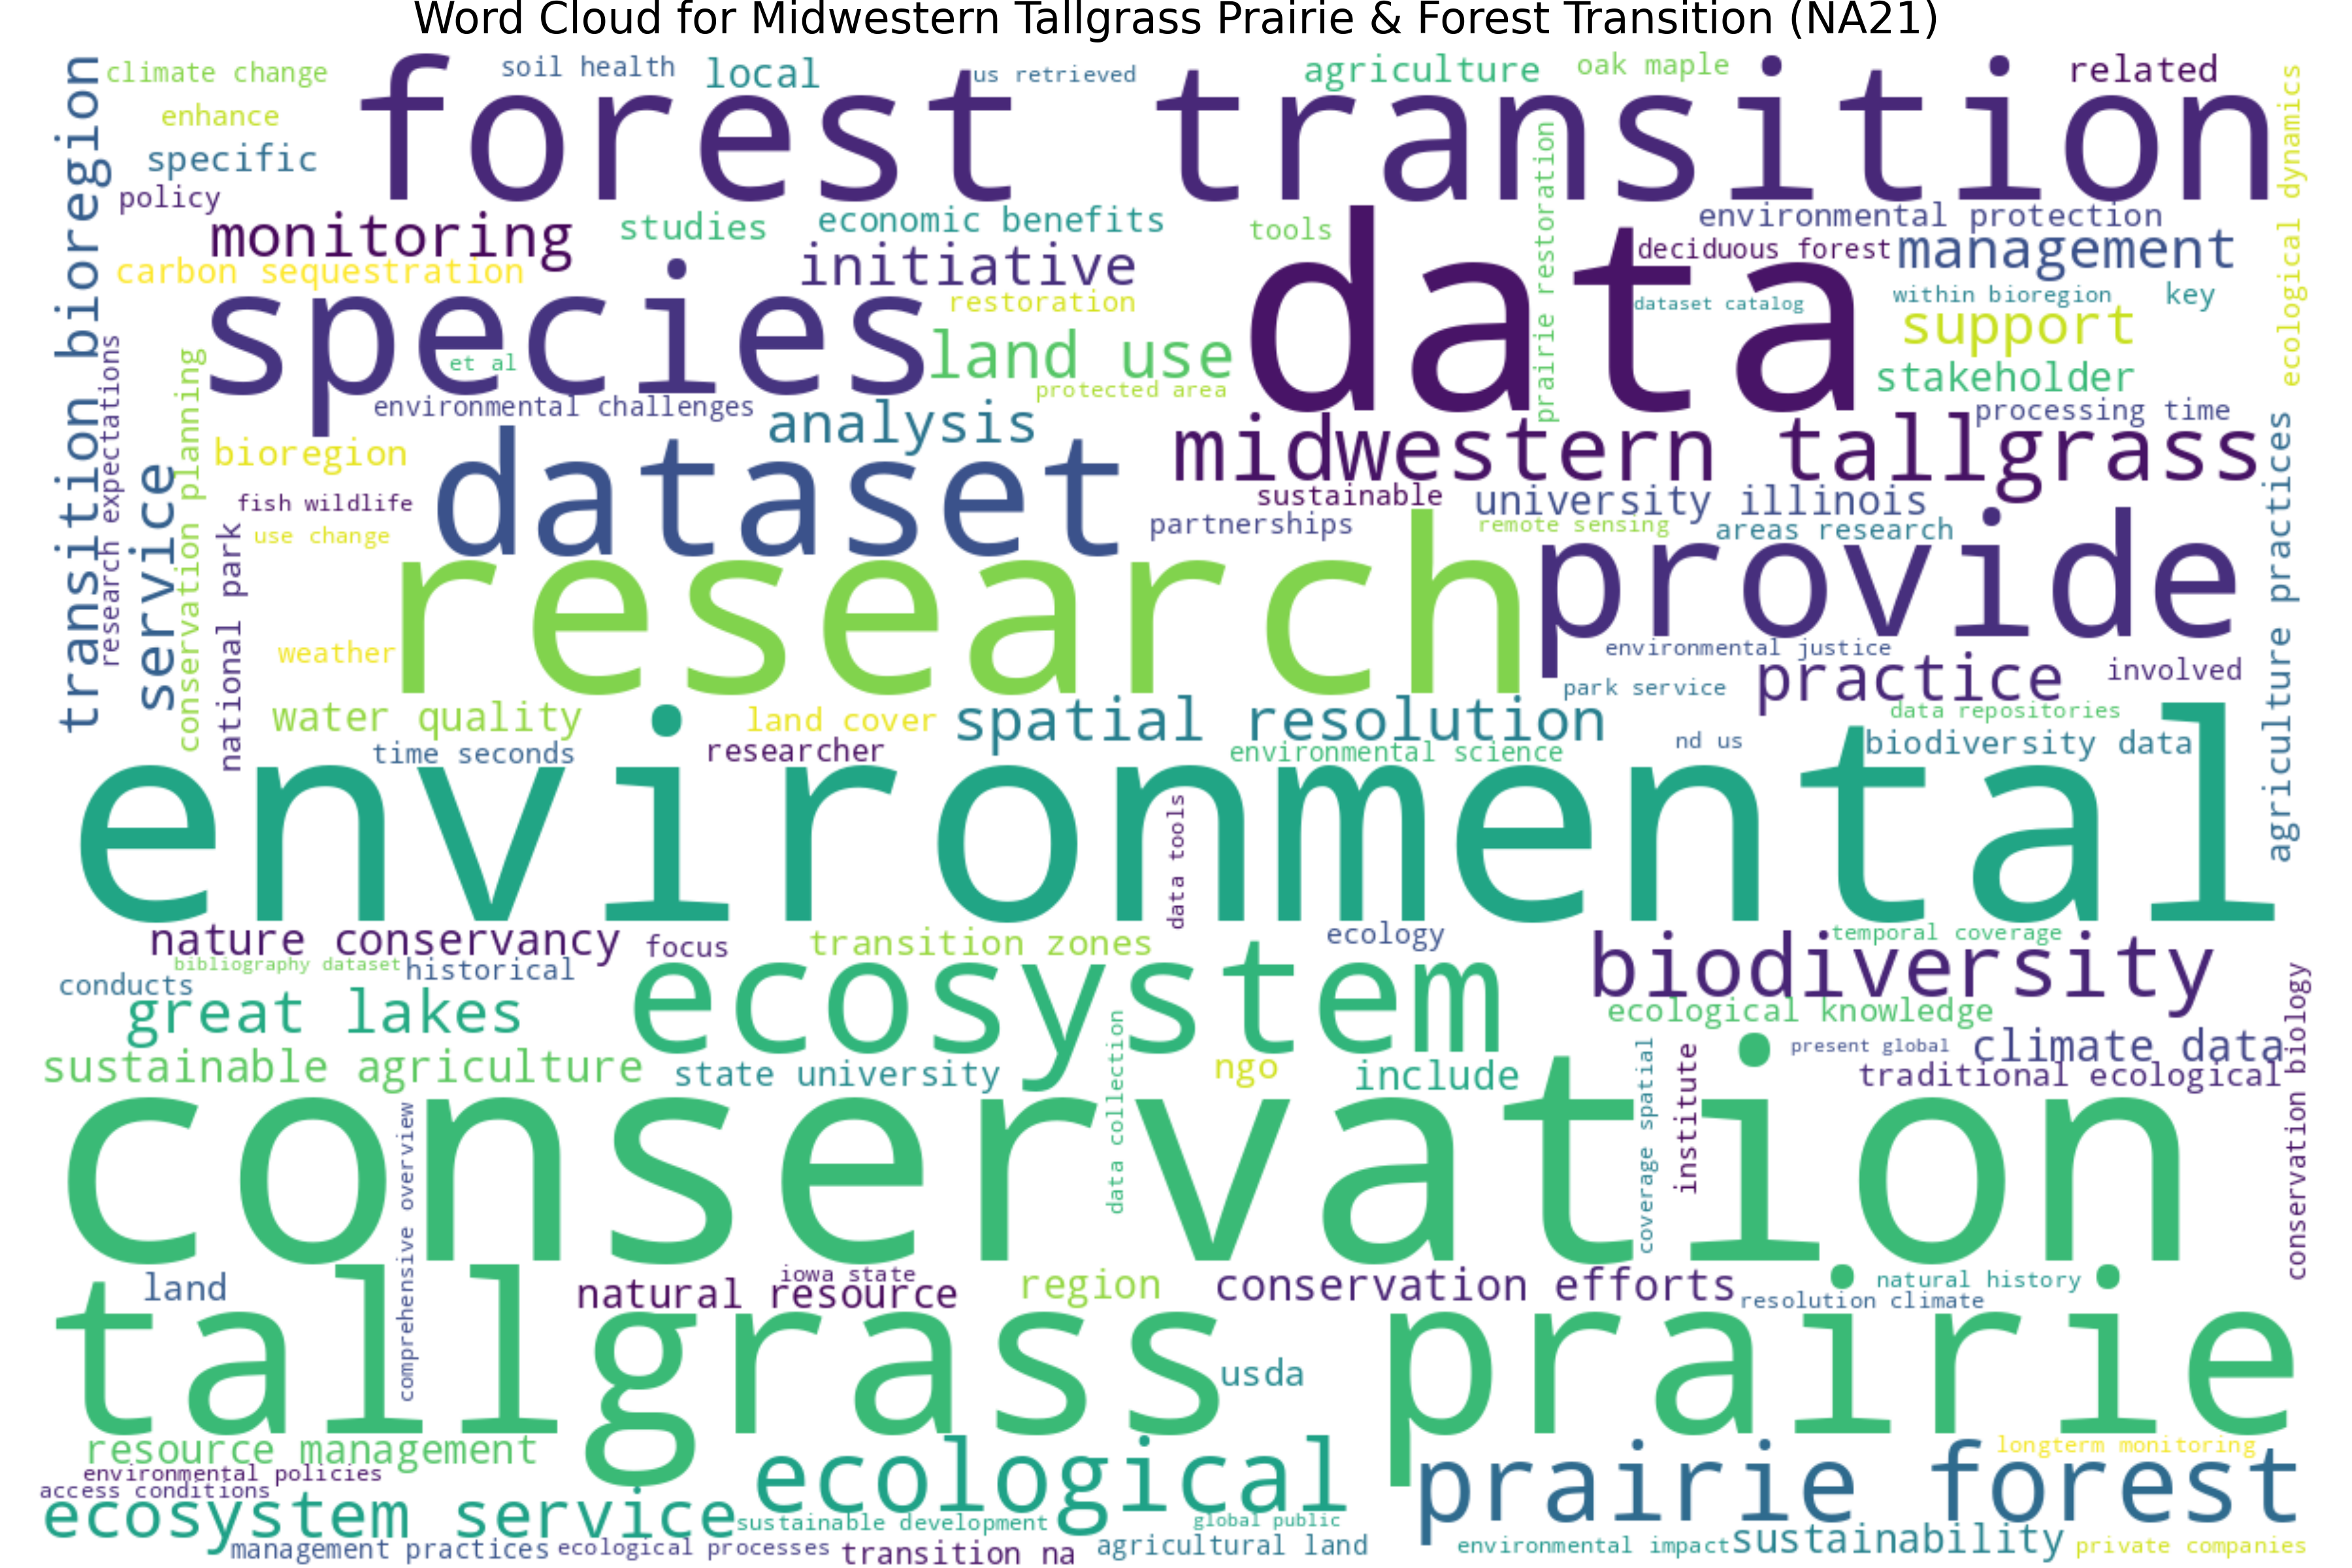 Word Cloud for Midwestern Tallgrass Prairie & Forest Transition (NA21)
climate change
soil health
local
us retrieved
agriculture
oak maple
related
enhance
forest transition
specific
policy
transition bioregion
ecological dynamics
prairie restoration
monitoring
studies
economic benefits
tools
environmental protection
initiative
data
deciduous forest
management
carbon sequestration
species
restoration
dataset catalog
within bioregion
key
support
land use
et al
protected area
stakeholder
research expectations
conservation planning
environmental challenges
analysis
processing time
bioregion
dataset
midwestern tallgrass
service
fish wildlife
sustainable
university illinois
agriculture practices
use change
partnerships
remote sensing
areas research
national park
research
provide
weather
environmental justice
practice
involved
park service
water quality
land cover
spatial resolution
data repositories
time seconds
researcher
environmental science
nd us
biodiversity data
environmental
data tools
nature conservancy
focus
transition zones
ecology
temporal coverage
bibliography dataset
historical
ecosystem
biodiversity
conducts
great lakes
ecological knowledge
conservation biology
sustainable agriculture
state university
data collection
ngo
include
coverage spatial
institute
present global
climate data
traditional ecological
conservation
comprehensive overview
land
natural resource
iowa state
region
conservation efforts
natural history
resolution climate
tallgrass prairie
usda
resource management
ecological
longterm monitoring
environmental policies
prairie forest
access conditions
ecosystem service
sustainable development
global public
management practices
ecological processes
transition na
agricultural land
environmental impact
sustainability
private companies